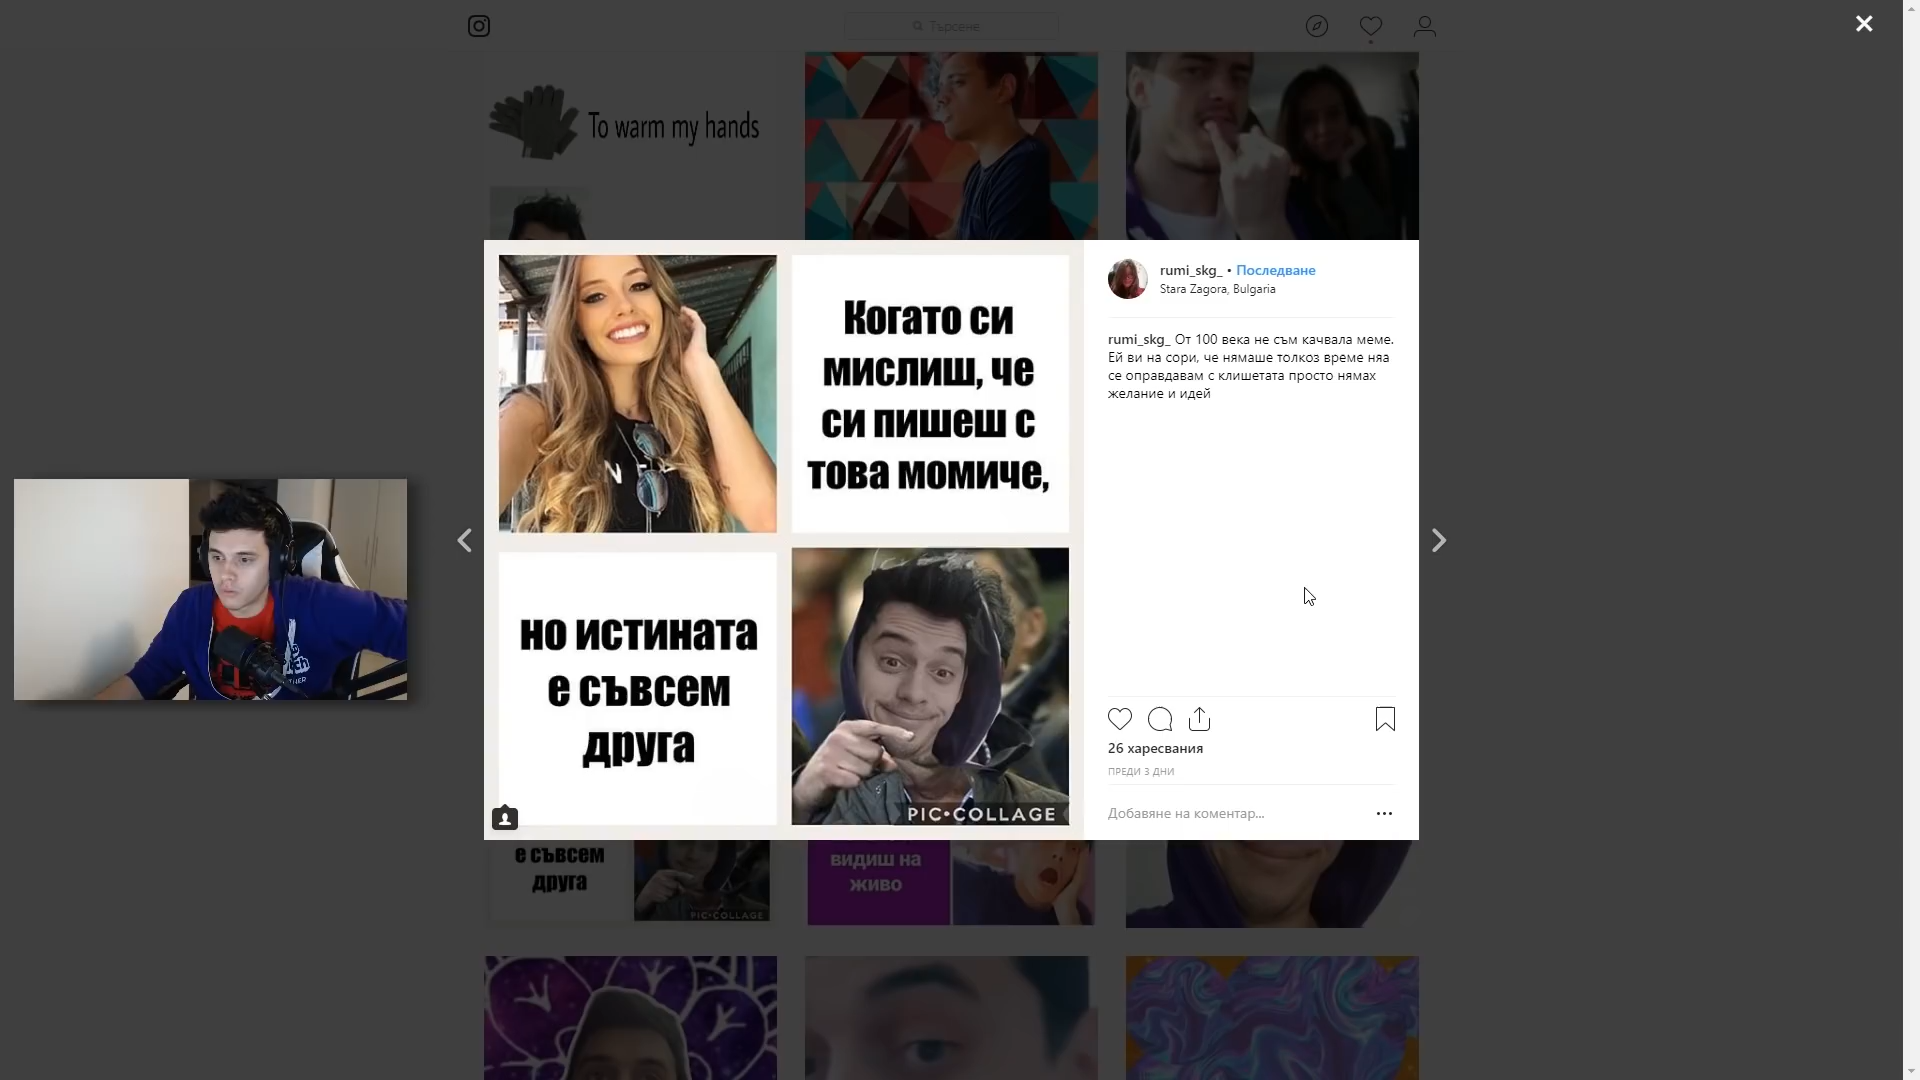 Търсене
To warm my hands
Когато си
мислиш, че
си пишеш с
това момиче,
но истината
е съвсем
друга
PIC•COLLAGE
rumi_skg_ • Последване
Stara Zagora, Bulgaria
rumi_skg_ От 100 века не съм качвала меме.
Ей ви на сори, че нямаше толкоз време няа
се оправдавам с клишетата просто нямах
желание и идей
26 харесвания
ПРЕДИ 3 ДНИ
Добавяне на коментар...
е съвсем
друга
PIC•COLLAGE
видиш на
живо